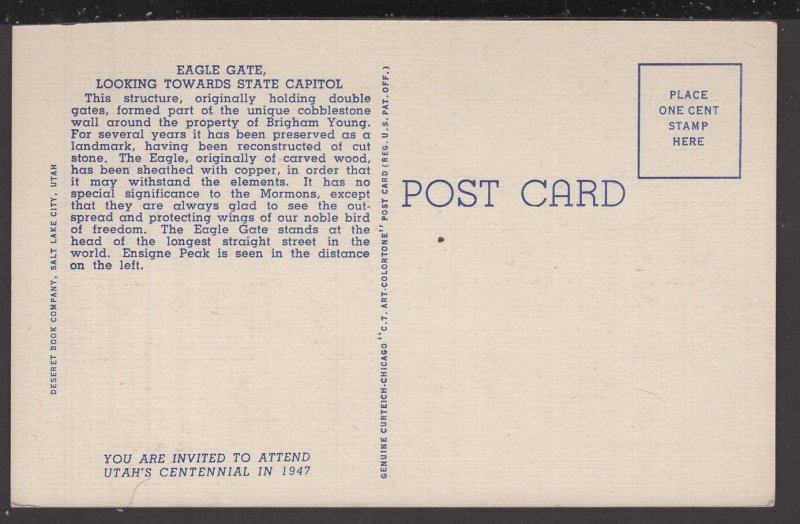 EAGLE GATE,
LOOKING TOWARDS STATE CAPITOL
This structure, originally holding double
gates, formed part of the unique cobblestone
wall around the property of Brigham Young.
For several years it has been preserved as a
landmark, having been reconstructed of cut
stone. The Eagle, originally of carved wood,
has been sheathed with copper, in order that
it may withstand the elements. It has no
special significance to the Mormons, except
that they are always glad to see the out-
spread and protecting wings of our noble bird
of freedom. The Eagle Gate stands at the
head of the longest straight street in the
world. Ensigne Peak is seen in the distance
on the left.
DESERET BOOK COMPANY, SALT LAKE CITY, UTAH
YOU ARE INVITED TO ATTEND
UTAH'S CENTENNIAL IN 1947
GENUINE CURTEICH-CHICAGO "C.T. ART-COLORTONE" POST CARD (REG. U.S. PAT. OFF.)
POST CARD
PLACE
ONE CENT
STAMP
HERE